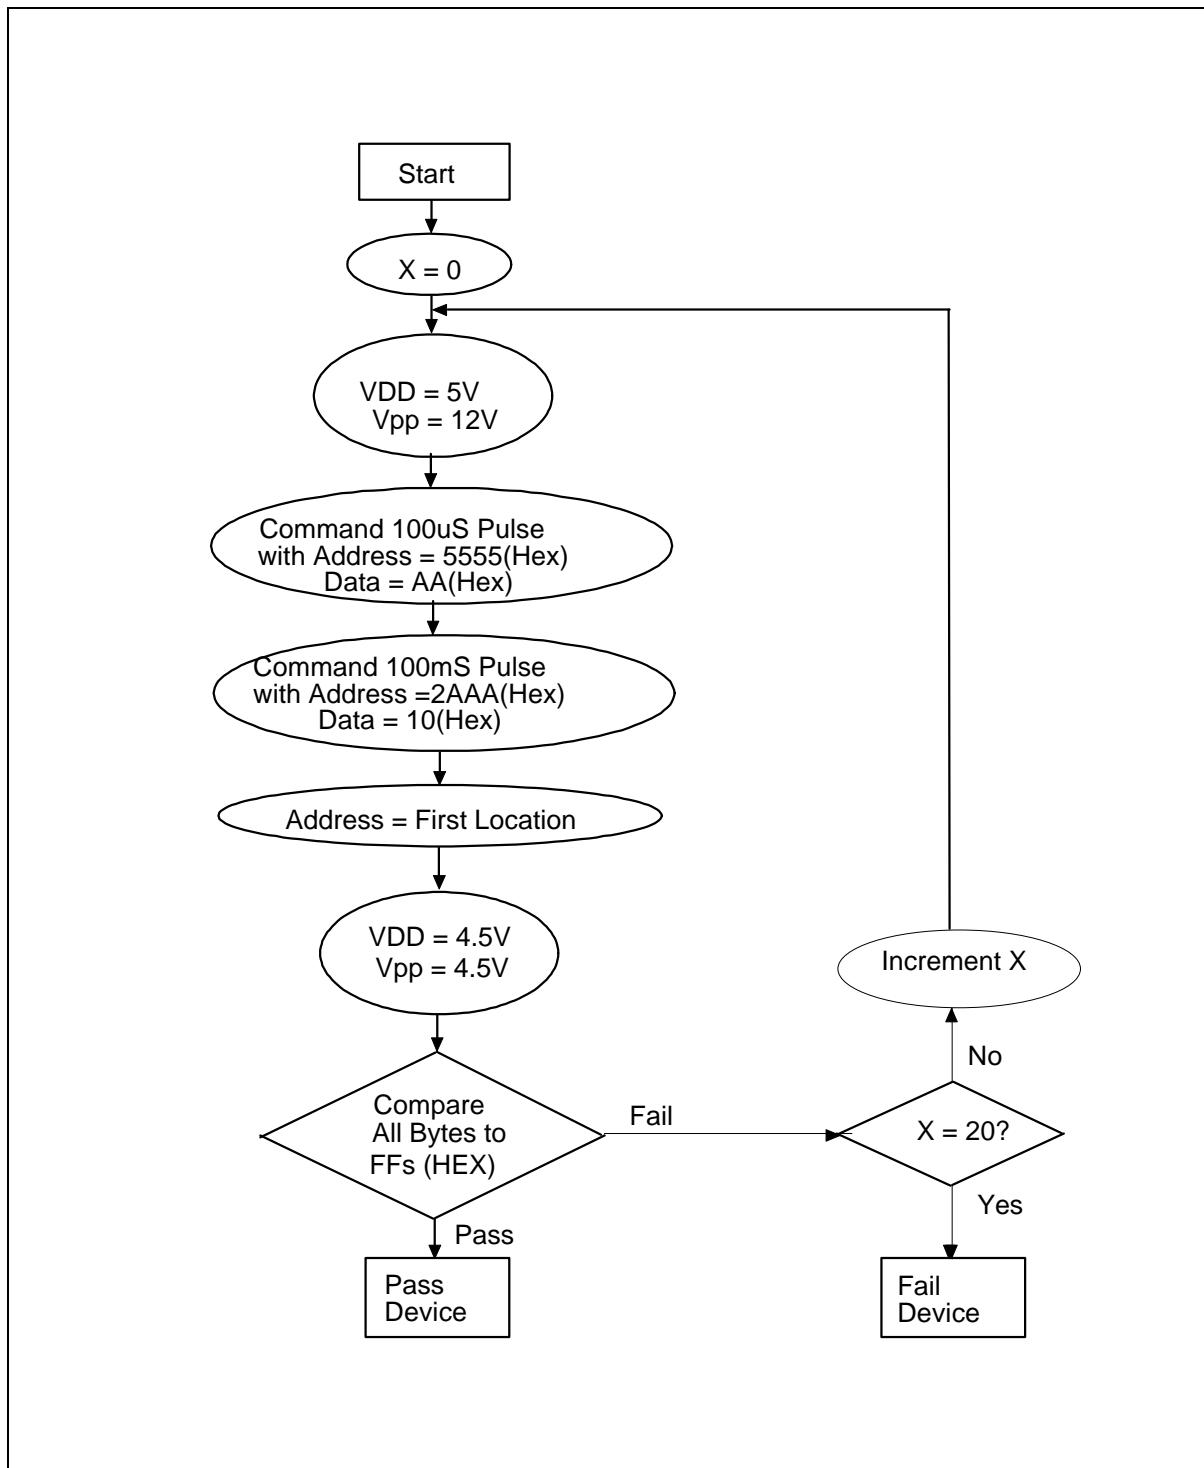 Start
X = 0
VDD = 5V
Vpp = 12V
Command 100uS Pulse
with Address = 5555(Hex)
Data = AA(Hex)
Command 100mS Pulse
with Address =2AAA(Hex)
Data = 10(Hex)
Address = First Location
VDD = 4.5V
Vpp = 4.5V
Increment X
No
Compare
All Bytes to
FFs (HEX)
Fail
X = 20?
Yes
Pass
Pass
Device
Fail
Device